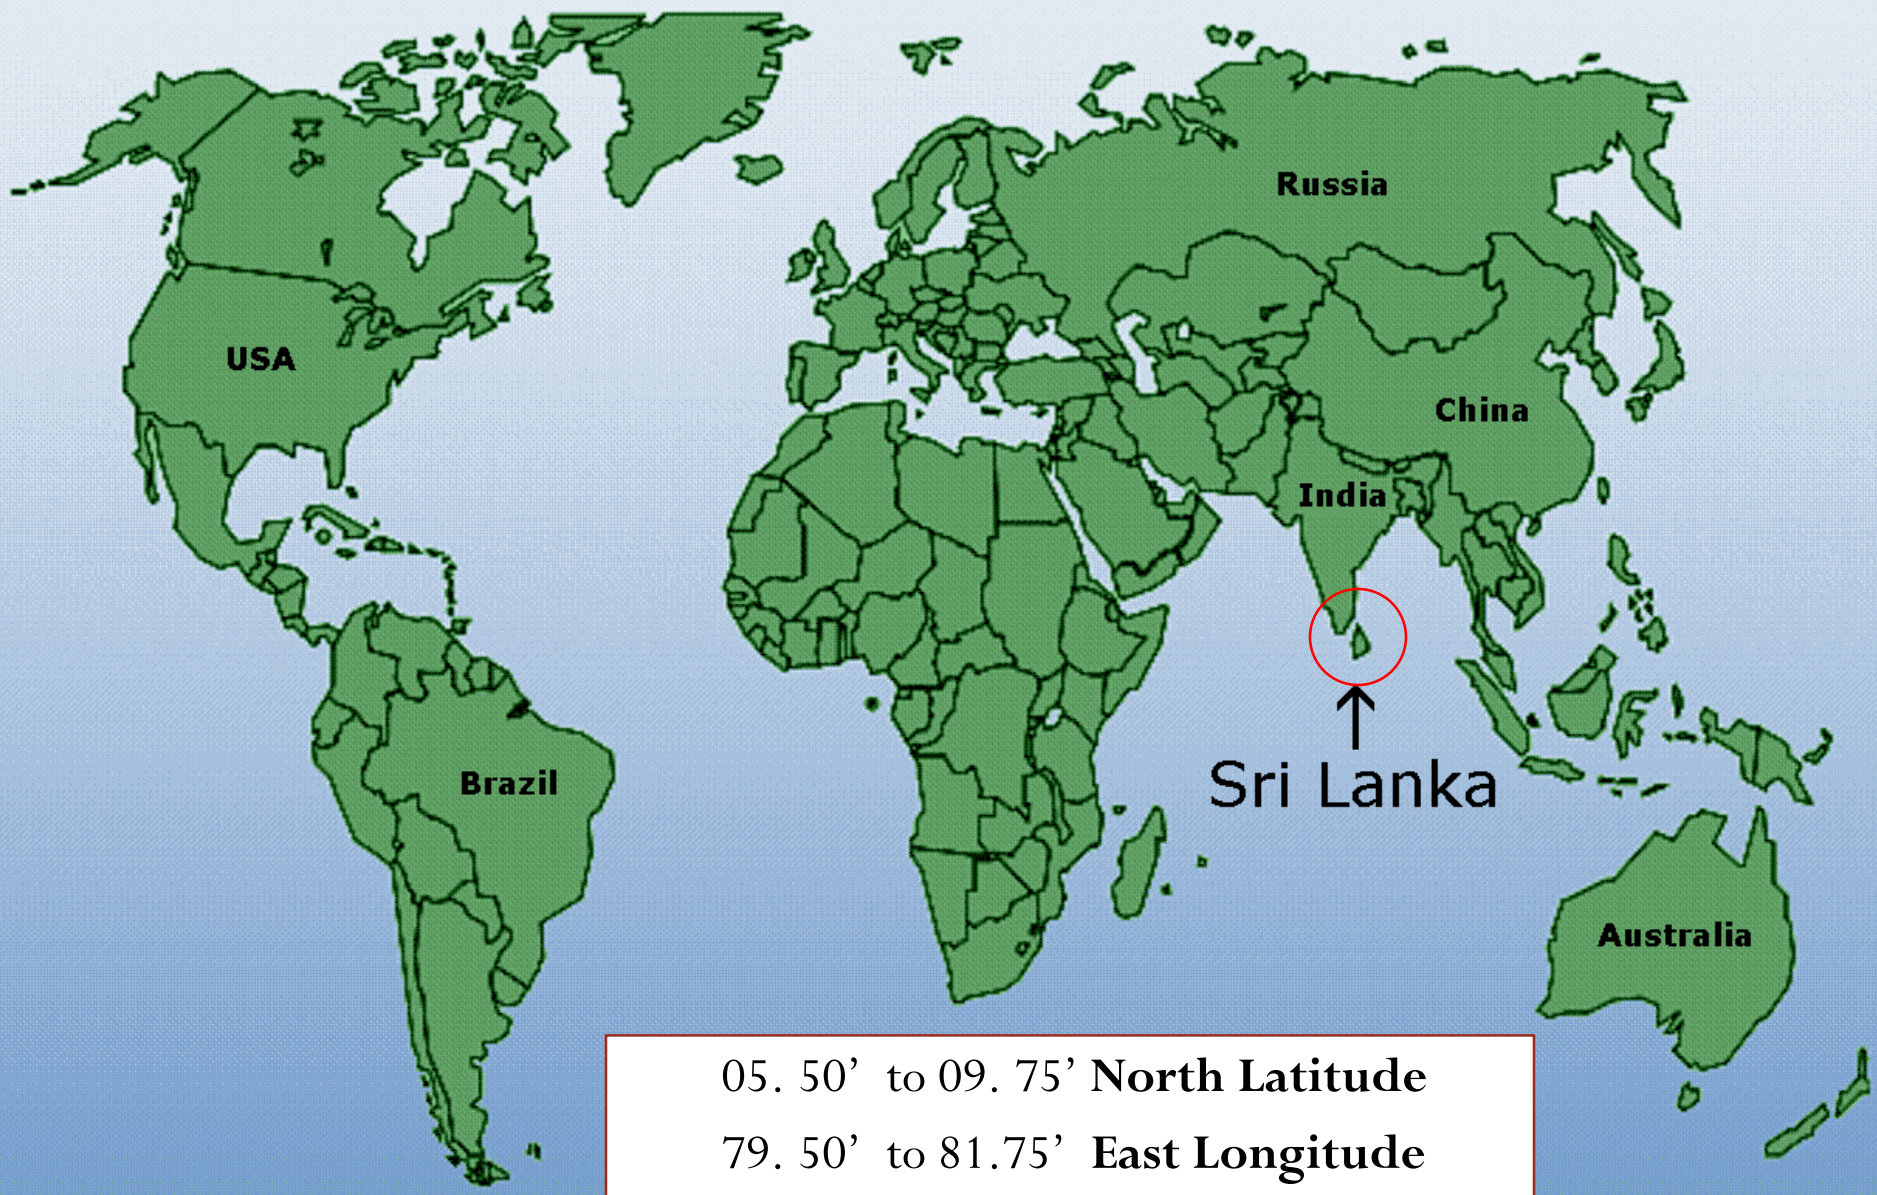 Russia
USA
China
India
Sri Lanka
Brazil
Australia
05. 50’ to 09. 75’ North Latitude
79. 50’ to 81.75’ East Longitude